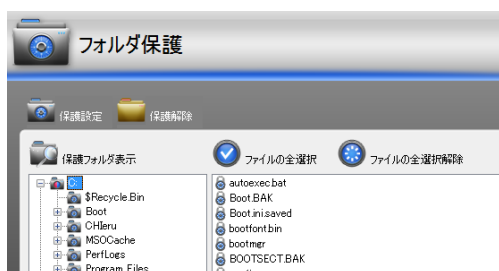 フォルダ保護
保護設定 保護解除
保護フォルダ表示 ファイルの全選択 ファイルの全選択解除
C: autoexec.bat
$Recycle.Bin Boot.BAK
Boot Boot.ini.saved
CHIeru bootfont.bin
MSOCache bootmgr
PerfLogs BOOTSECT.BAK
Program Files